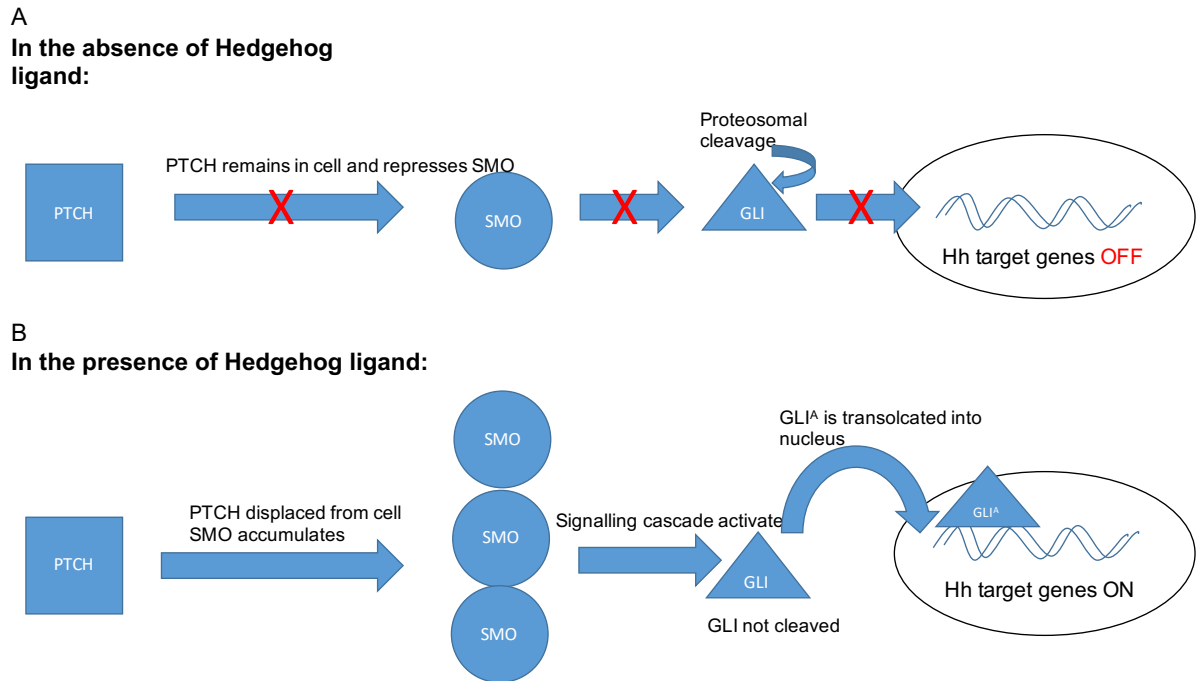 A
In the absence of Hedgehog
ligand:
Proteosomal
cleavage
PTCH remains in cell and represses SMO
PTCH
X
SMO
X
GLI
X
Hh target genes OFF
B
In the presence of Hedgehog ligand:
SMO
GLIᴬ is transolcated into
nucleus
PTCH displaced from cell
SMO accumulates
Signalling cascade activate
PTCH
SMO
GLI
GLIᴬ
Hh target genes ON
GLI not cleaved
SMO